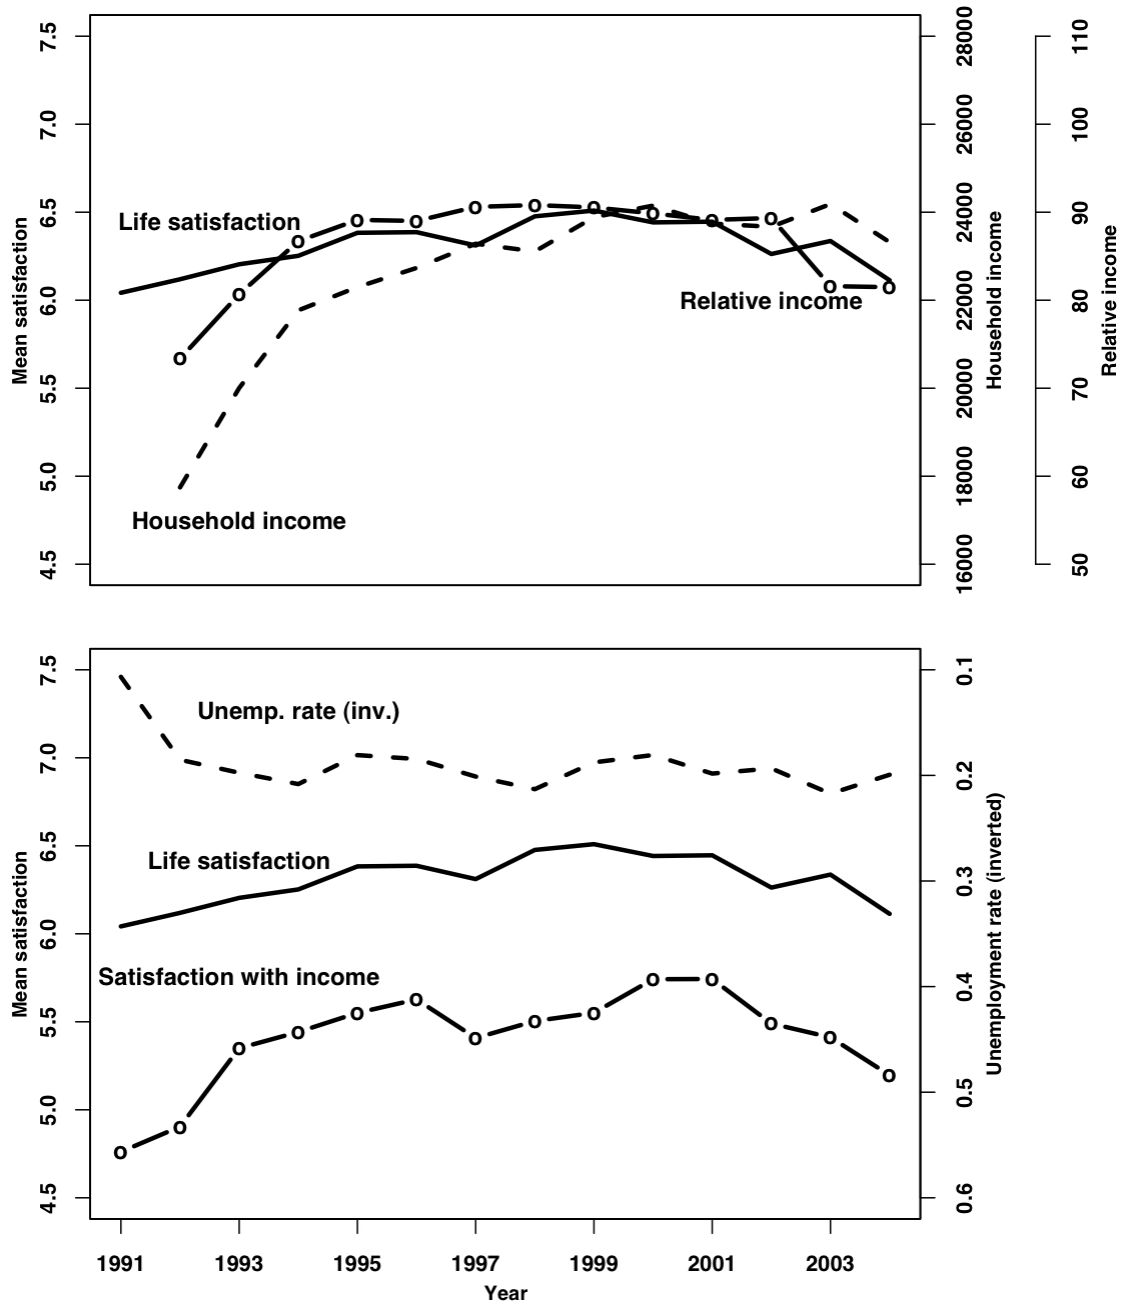 7.5
7.0
6.5
6.0
5.5
5.0
4.5
Mean satisfaction
Life satisfaction
Relative income
Household income
28000
26000
24000
22000
20000
18000
16000
Household income
110
100
90
80
70
60
50
Relative income
7.5
7.0
6.5
6.0
5.5
5.0
4.5
Mean satisfaction
Unemp. rate (inv.)
Life satisfaction
Satisfaction with income
0.1
0.2
0.3
0.4
0.5
0.6
Unemployment rate (inverted)
1991 1993 1995 1997 1999 2001 2003
Year